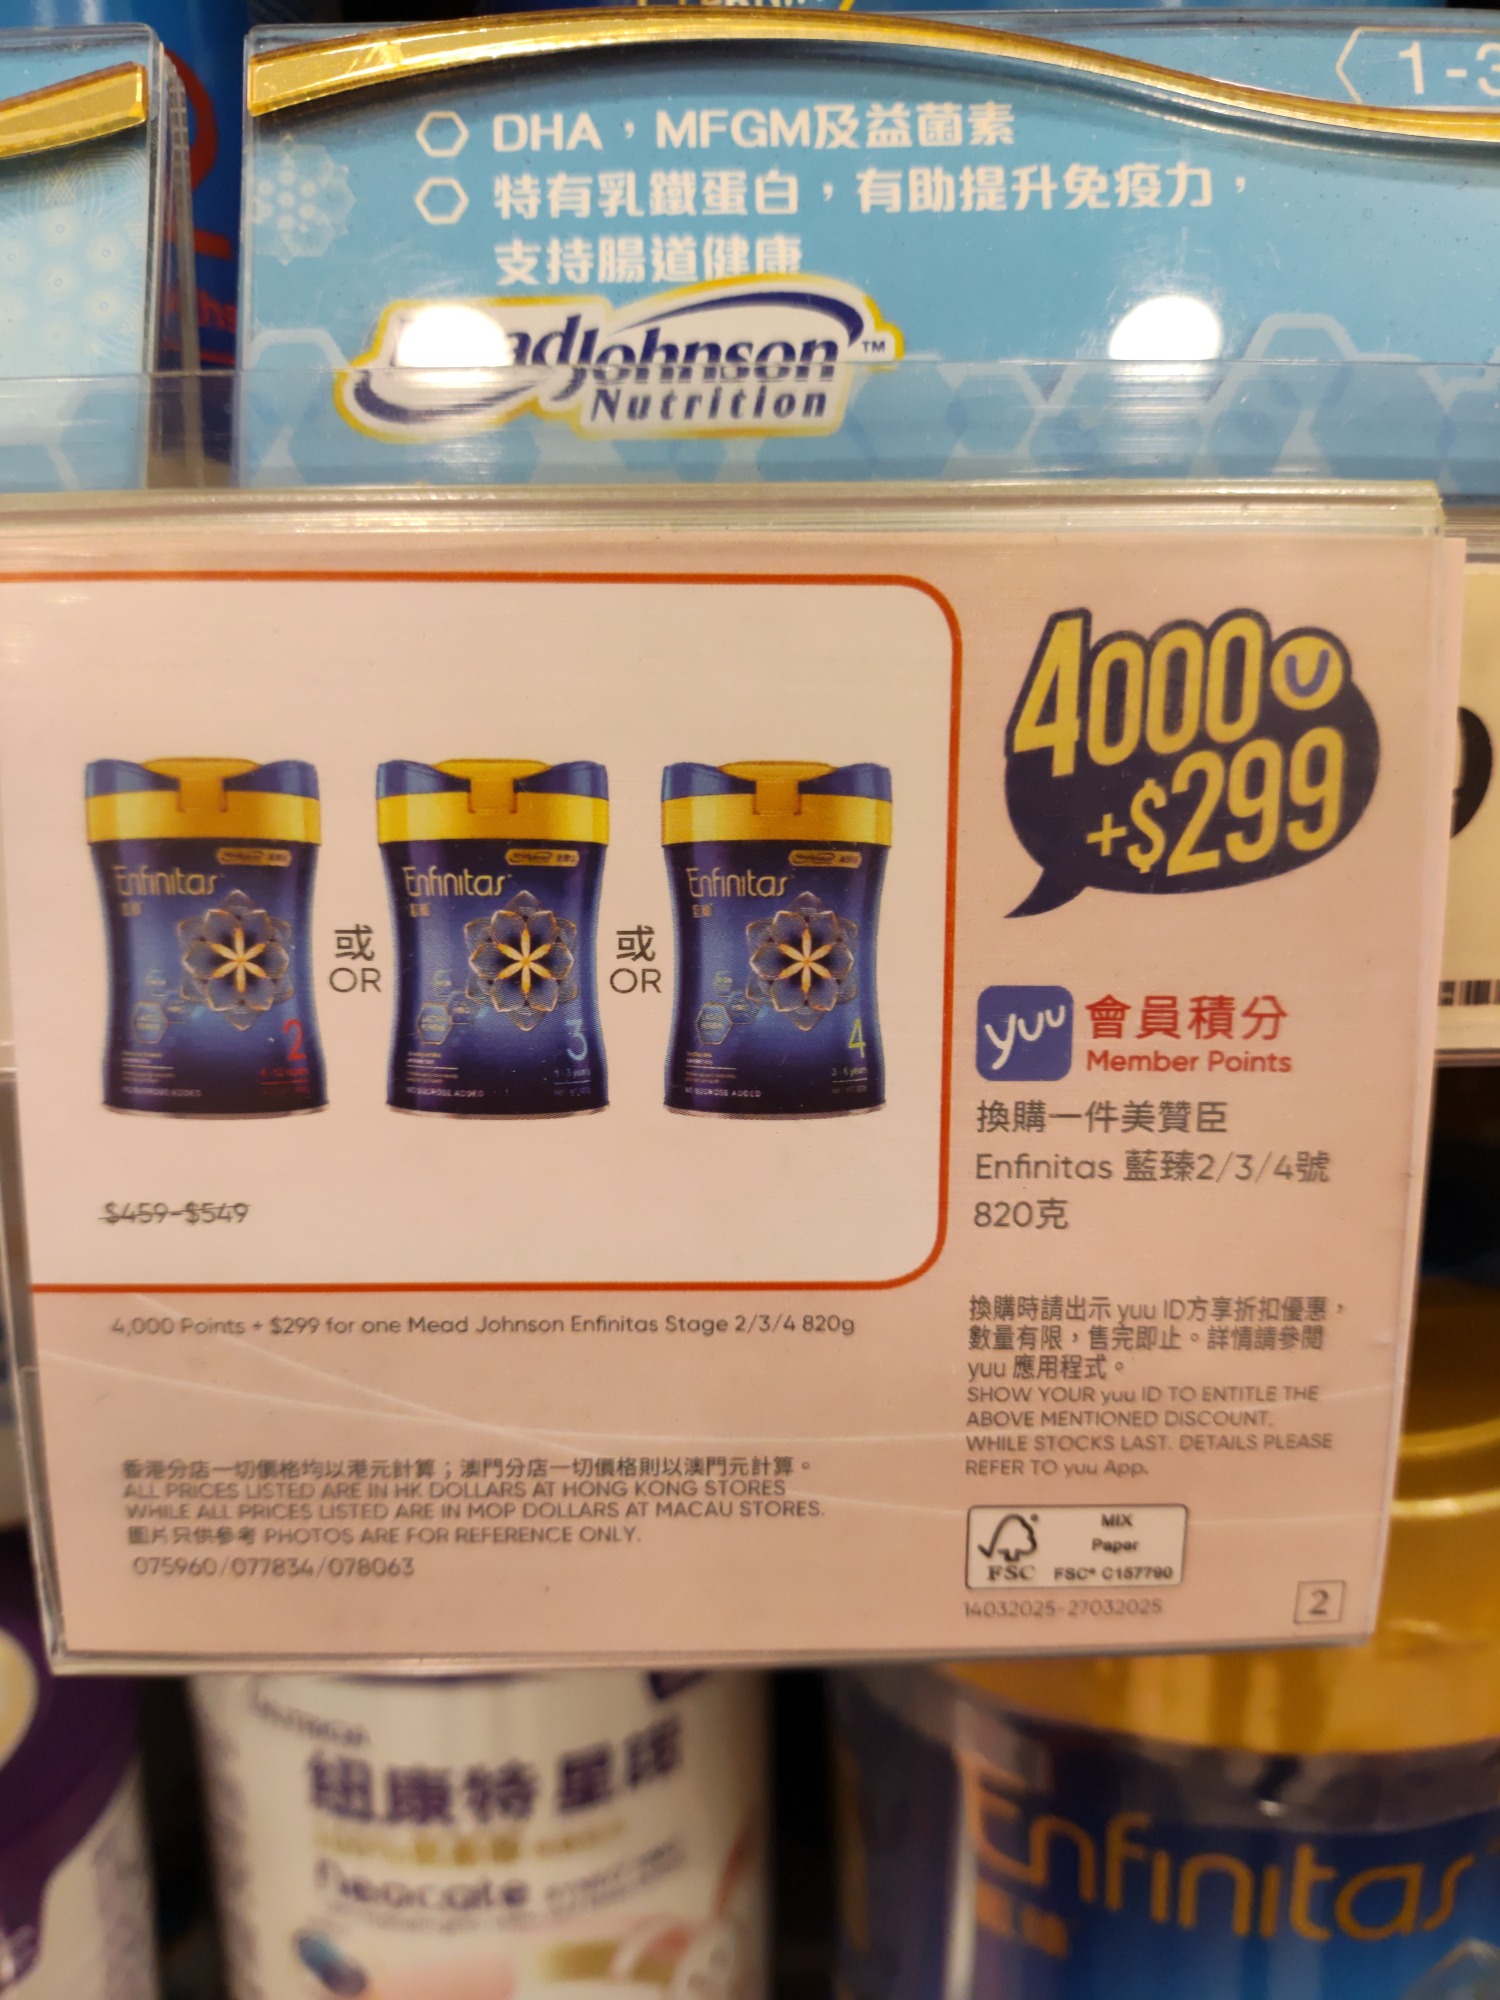 1-3
DHA，MFGM及益菌素
特有乳鐵蛋白，有助提升免疫力，
支持腸道健康
MeadJohnson™
Nutrition
4000
+$299
Enfinitas
Enfinitas
Enfinitas
或
OR
或
OR
2
3
4
NO SUCROSE ADDED
NO SUCROSE ADDED
NO SUCROSE ADDED
$459-$549
yuu 會員積分
Member Points
換購一件美贊臣
Enfinitas 藍臻2/3/4號
820克
4,000 Points + $299 for one Mead Johnson Enfinitas Stage 2/3/4 820g
換購時請出示 yuu ID方享折扣優惠，
數量有限，售完即止。詳情請參閱
yuu 應用程式。
SHOW YOUR yuu ID TO ENTITLE THE
ABOVE MENTIONED DISCOUNT.
WHILE STOCKS LAST. DETAILS PLEASE
REFER TO yuu App.
香港分店一切價格均以港元計算；澳門分店一切價格則以澳門元計算。
ALL PRICES LISTED ARE IN HK DOLLARS AT HONG KONG STORES
WHILE ALL PRICES LISTED ARE IN MOP DOLLARS AT MACAU STORES.
圖片只供參考 PHOTOS ARE FOR REFERENCE ONLY.
075960/077834/078063
MIX
Paper
FSC FSC® C157790
14032025-27032025
2
紐康特
neocate
Enfinitas